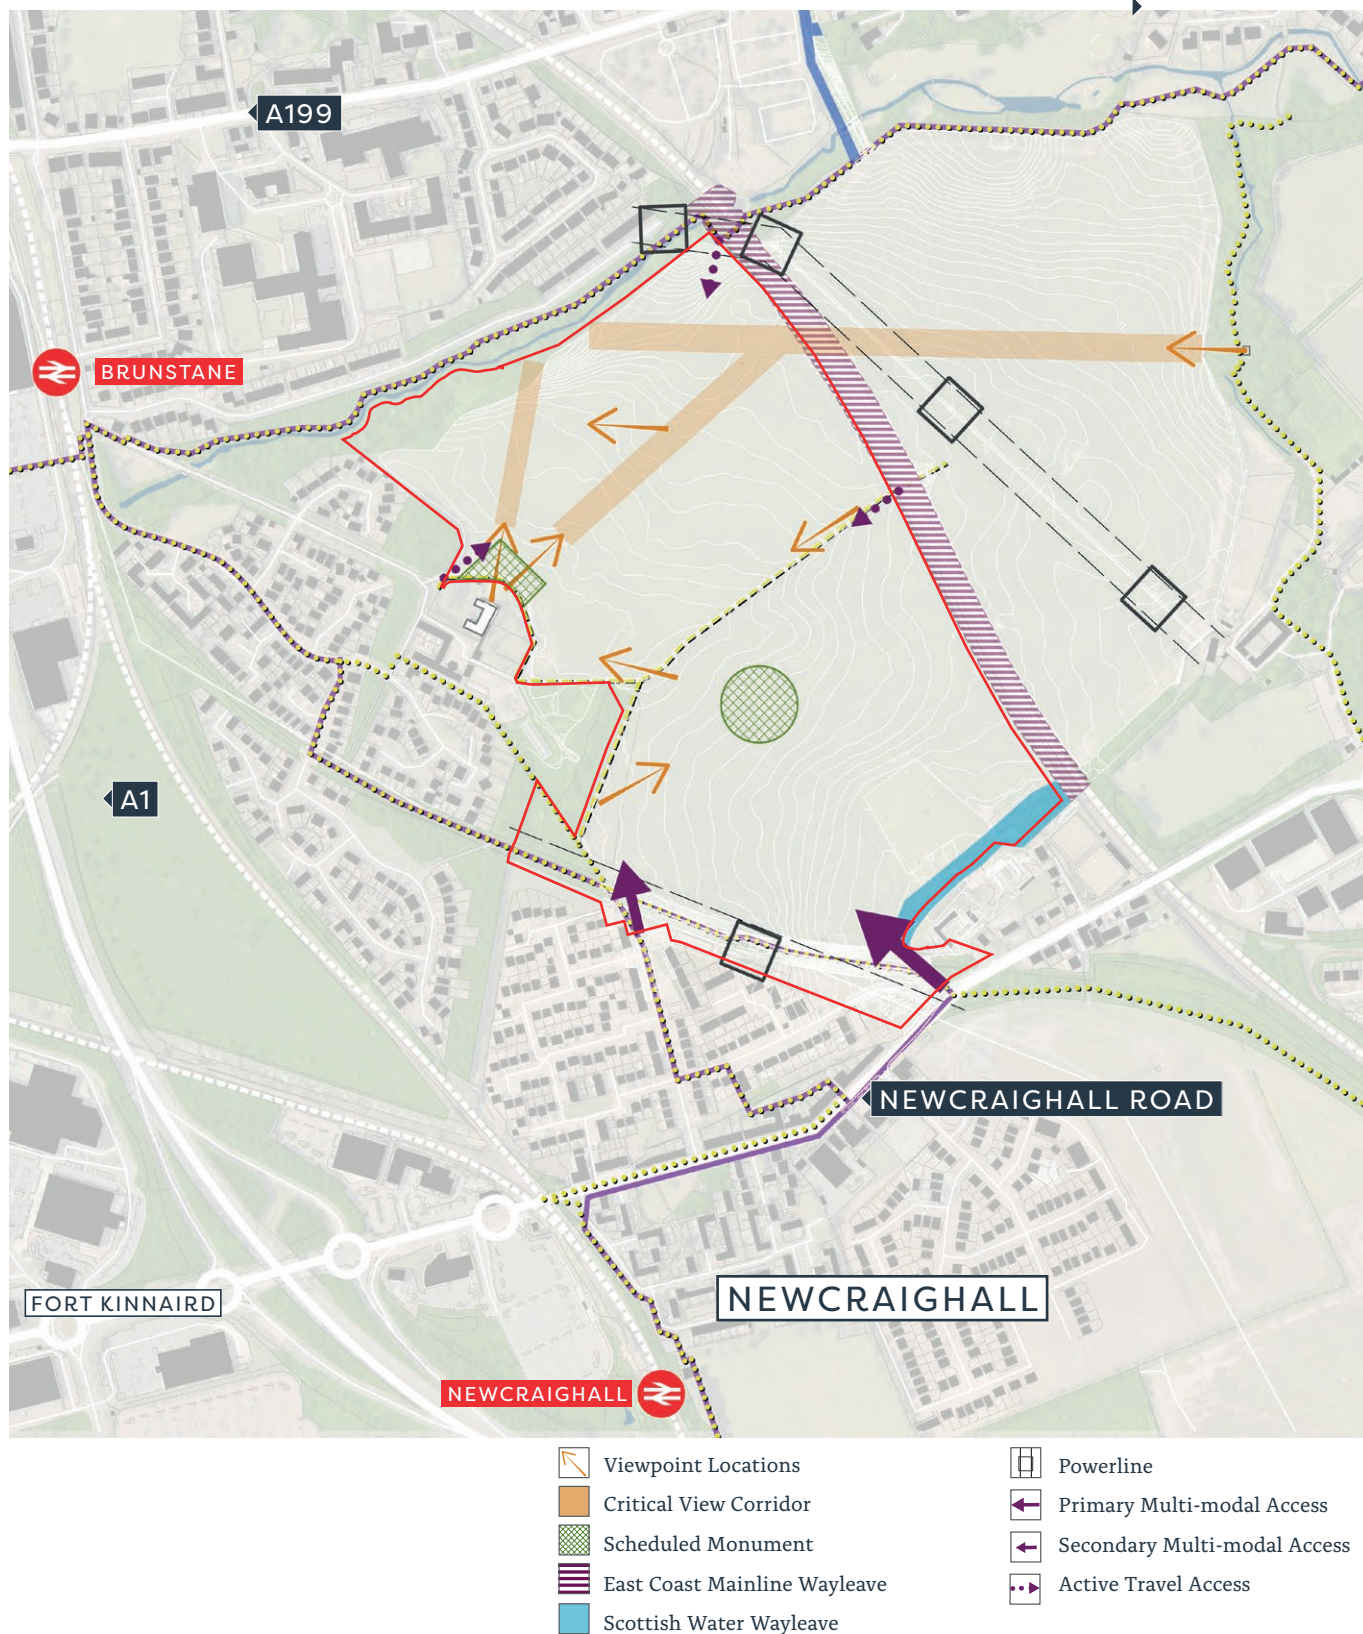 A199
BRUNSTANE
A1
NEWCRAIGHALL ROAD
NEWCRAIGHALL
FORT KINNAIRD
NEWCRAIGHALL
Viewpoint Locations
Critical View Corridor
Scheduled Monument
East Coast Mainline Wayleave
Scottish Water Wayleave
Powerline
Primary Multi-modal Access
Secondary Multi-modal Access
Active Travel Access